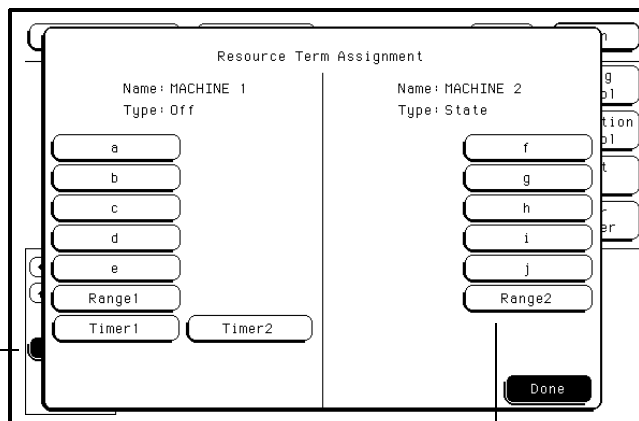 Resource Term Assignment
Name: MACHINE 1
Type: Off
Name: MACHINE 2
Type: State
a
b
c
d
e
Range1
Timer1
Timer2
f
g
h
i
j
Range2
Done